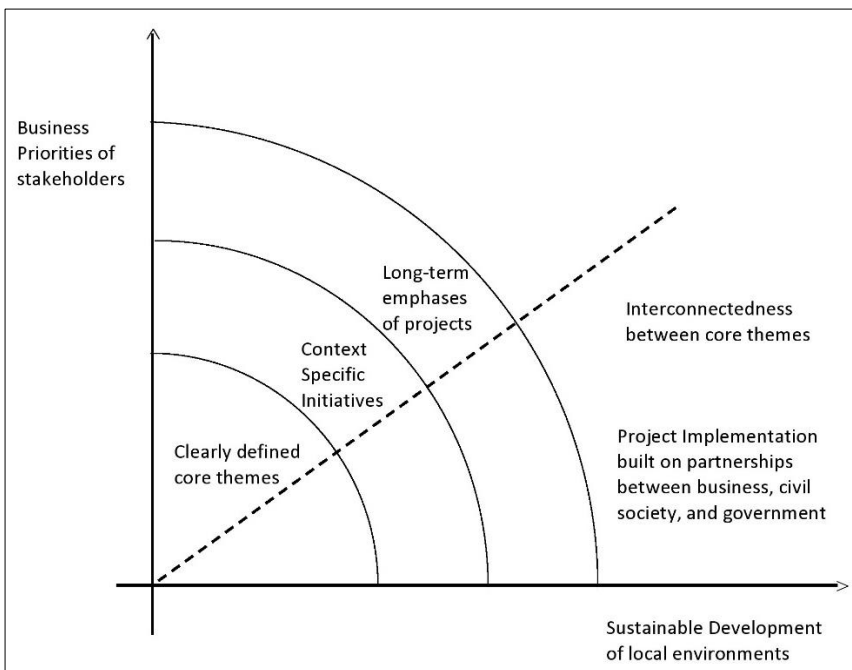 Business
Priorities of
stakeholders
Long-term
emphases
of projects
Interconnectedness
between core themes
Context
Specific
Initiatives
Clearly defined
core themes
Project Implementation
built on partnerships
between business, civil
society, and government
Sustainable Development
of local environments